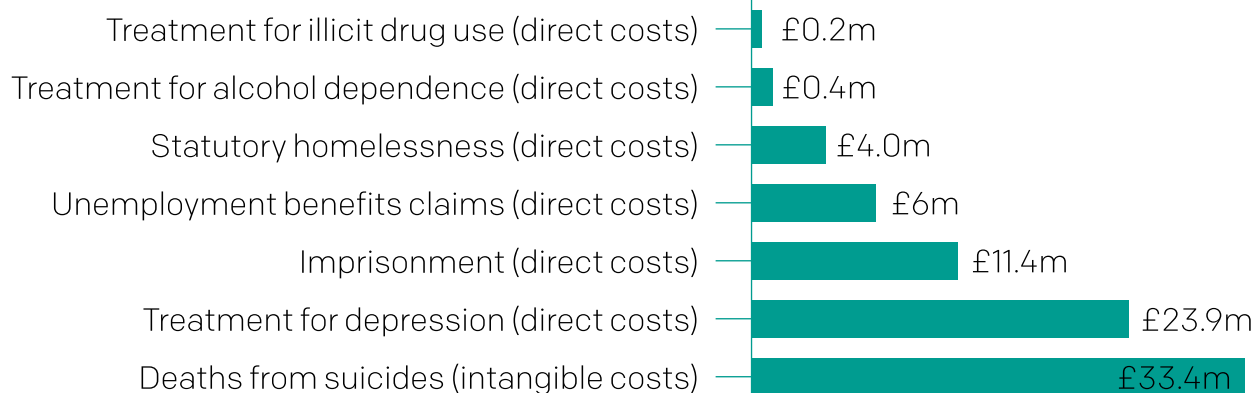 Treatment for illicit drug use (direct costs) £0.2m
Treatment for alcohol dependence (direct costs) £0.4m
Statutory homelessness (direct costs) £4.0m
Unemployment benefits claims (direct costs) £6m
Imprisonment (direct costs) £11.4m
Treatment for depression (direct costs) £23.9m
Deaths from suicides (intangible costs) £33.4m